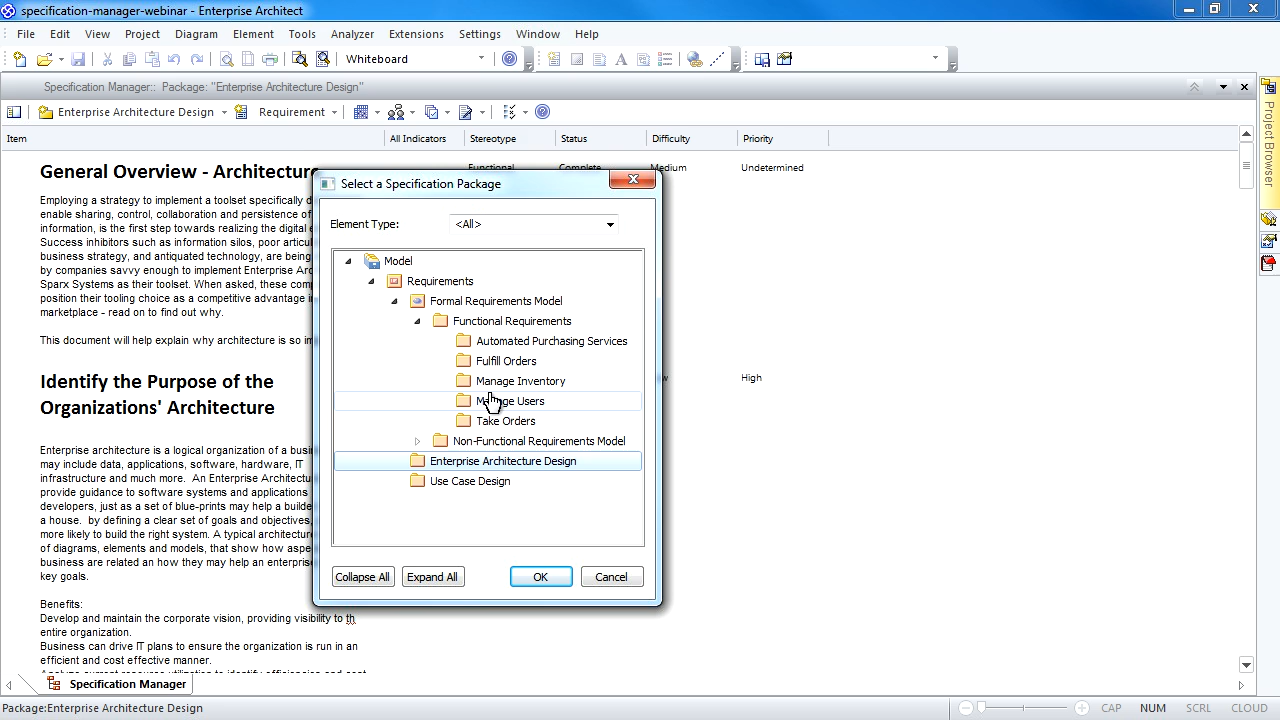 specification-manager-webinar - Enterprise Architect
File Edit View Project Diagram Element Tools Analyzer Extensions Settings Window Help
Whiteboard
Specification Manager:: Package: "Enterprise Architecture Design"
Enterprise Architecture Design Requirement
Item All Indicators Stereotype Status Difficulty Priority
Project Browser
General Overview - Architecture
Functional Complete Medium Undetermined
Employing a strategy to implement a toolset specifically d
enable sharing, control, collaboration and persistence of
information, is the first step towards realizing the digital e
Success inhibitors such as information silos, poor articul
business strategy, and antiquated technology, are being
by companies savvy enough to implement Enterprise Ar
Sparx Systems as their toolset. When asked, these com
position their tooling choice as a competitive advantage i
marketplace - read on to find out why.
This document will help explain why architecture is so i
Identify the Purpose of the
Organizations' Architecture
High
Enterprise architecture is a logical organization of a busi
may include data, applications, software, hardware, IT
infrastructure and much more. An Enterprise Architectu
provide guidance to software systems and applications
developers, just as a set of blue-prints may help a builde
a house. by defining a clear set of goals and objectives,
more likely to build the right system. A typical architectur
of diagrams, elements and models, that show how aspe
business are related an how they may help an enterpris
key goals.
Benefits:
Develop and maintain the corporate vision, providing visibility to th
entire organization.
Business can drive IT plans to ensure the organization is run in an
efficient and cost effective manner.
Select a Specification Package
Element Type: <All>
Model
Requirements
Formal Requirements Model
Functional Requirements
Automated Purchasing Services
Fulfill Orders
Manage Inventory
Manage Users
Take Orders
Non-Functional Requirements Model
Enterprise Architecture Design
Use Case Design
Collapse All Expand All OK Cancel
Specification Manager
Package:Enterprise Architecture Design CAP NUM SCRL CLOUD